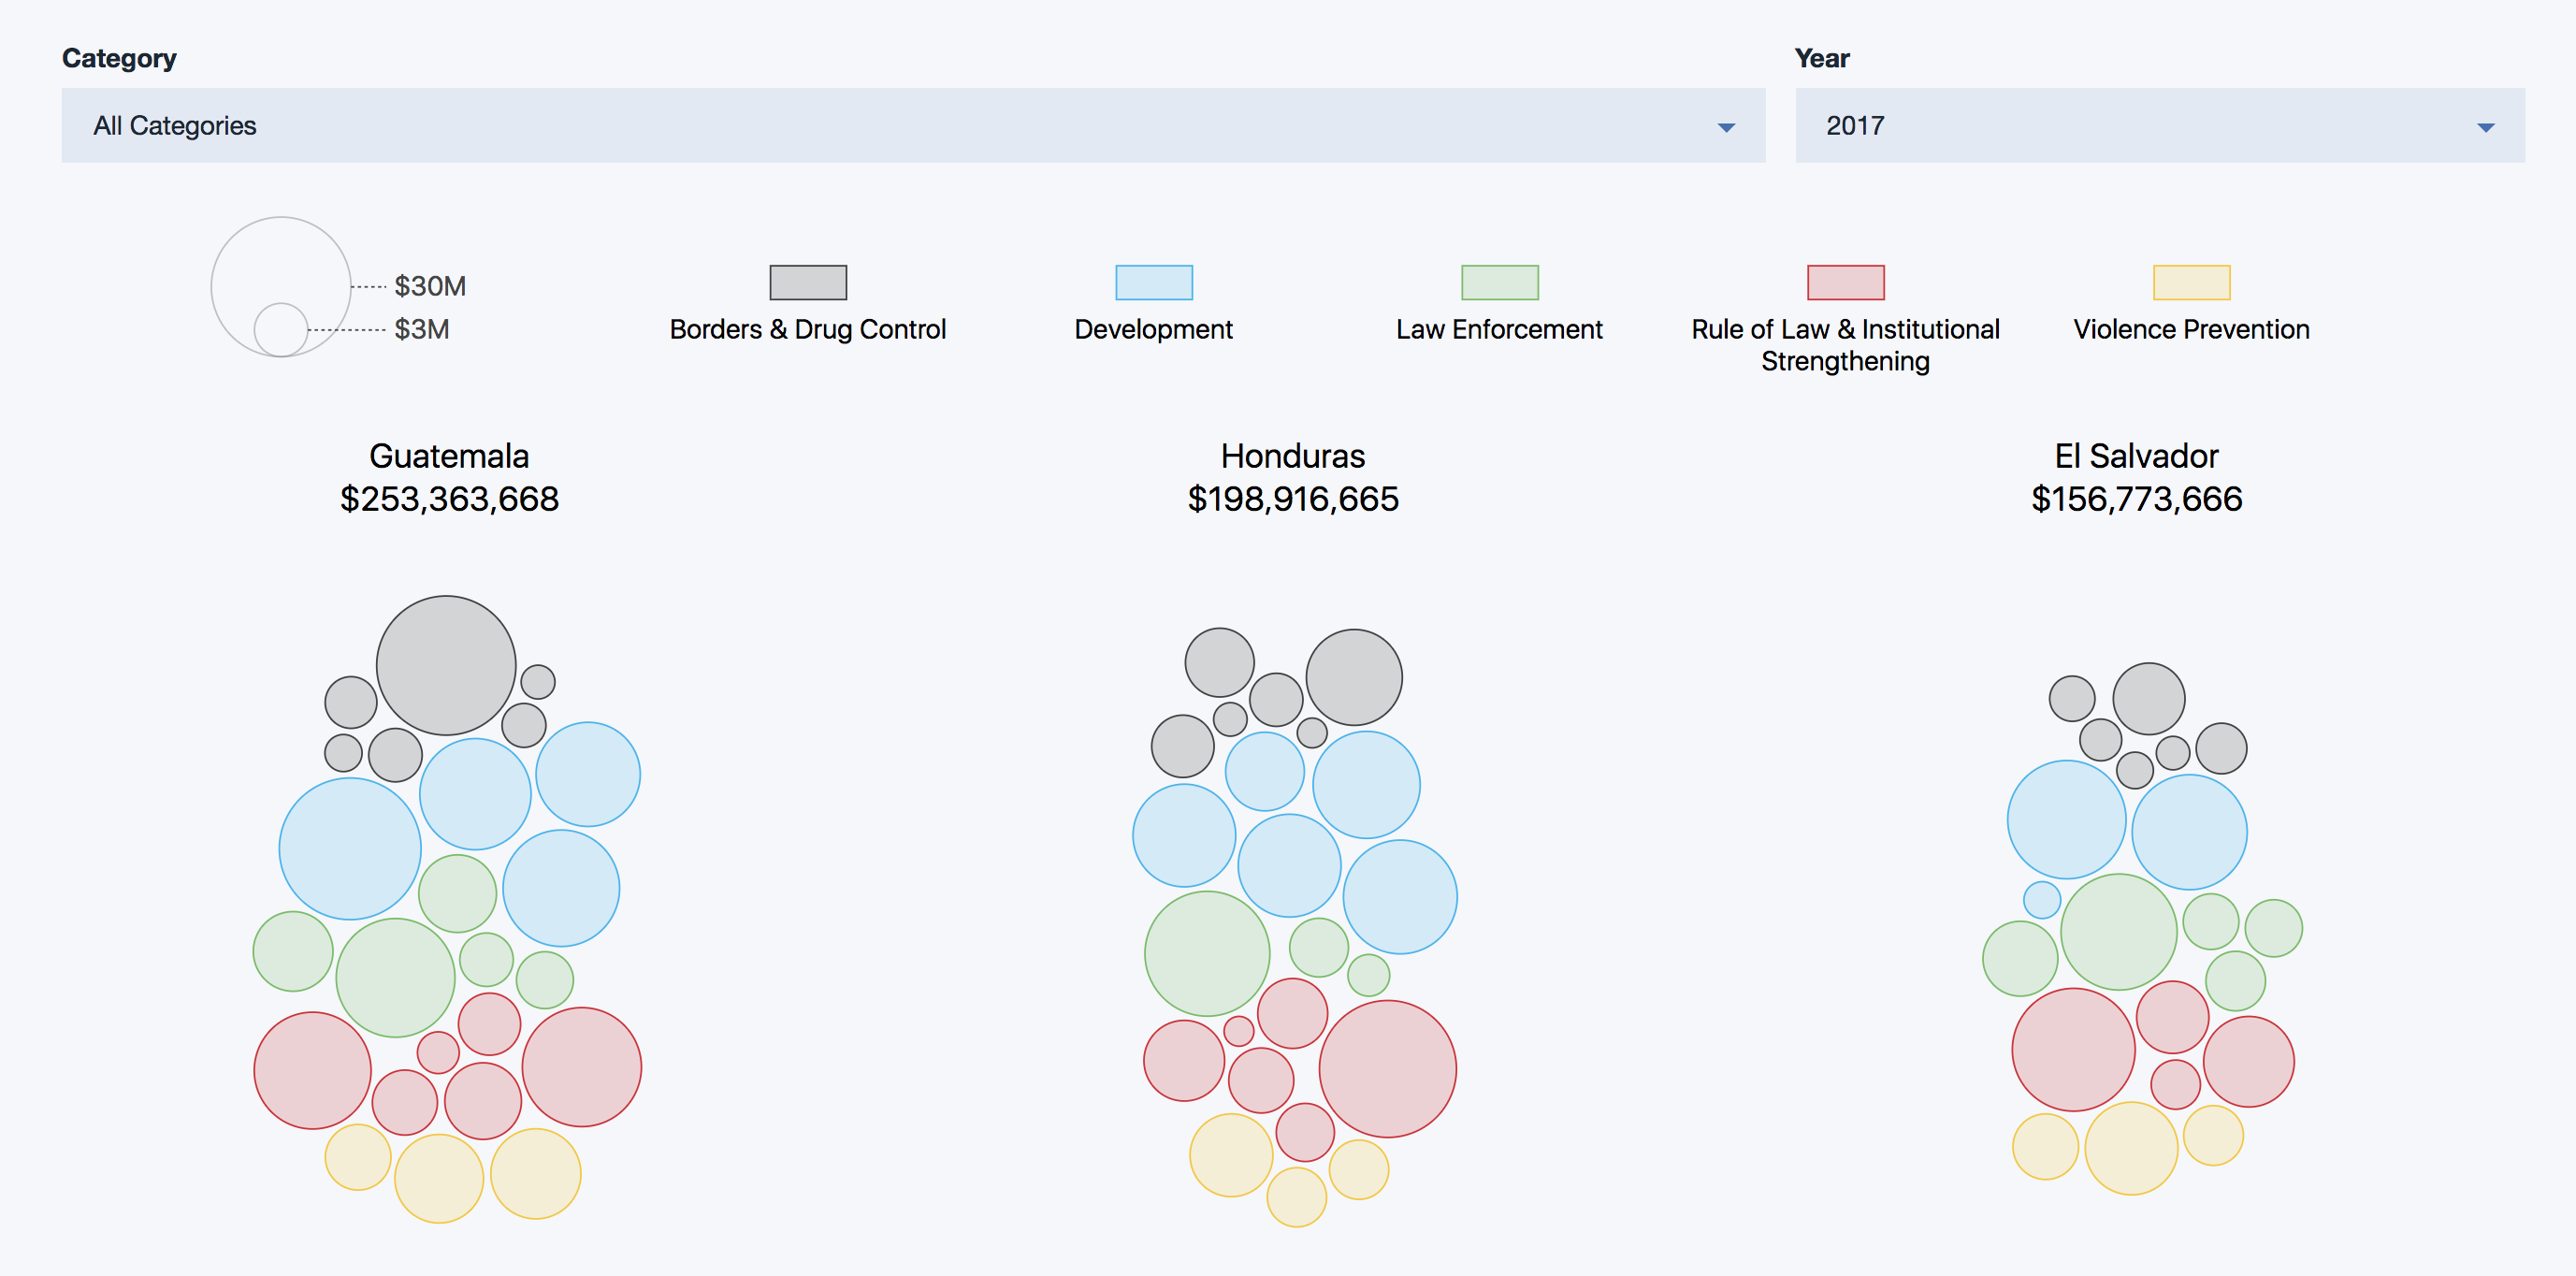 Category
Year
All Categories
2017
$30M
$3M
Borders & Drug Control
Development
Law Enforcement
Rule of Law & Institutional
Strengthening
Violence Prevention
Guatemala
$253,363,668
Honduras
$198,916,665
El Salvador
$156,773,666